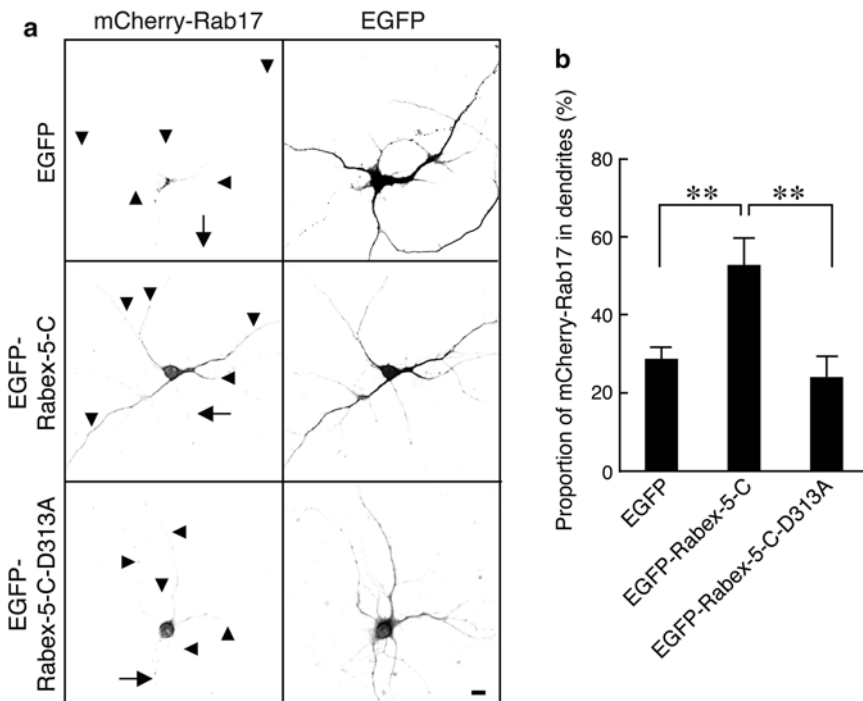 a
mCherry-Rab17 EGFP
EGFP
EGFP-
Rabex-5-C
EGFP-
Rabex-5-C-D313A
b
Proportion of mCherry-Rab17 in dendrites (%)
80
60
40
20
0
** **
EGFP
EGFP-Rabex-5-C
EGFP-Rabex-5-C-D313A